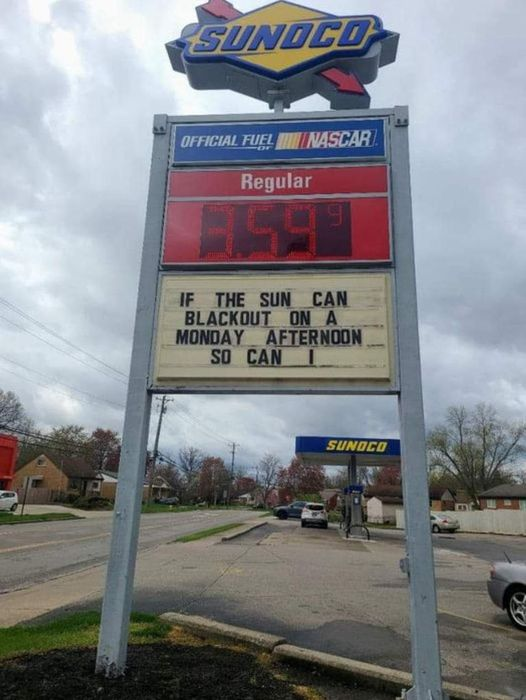 SUNOCO
OFFICIAL FUEL OF NASCAR
Regular
3.59 9
IF THE SUN CAN
BLACKOUT ON A
MONDAY AFTERNOON
SO CAN I
SUNOCO